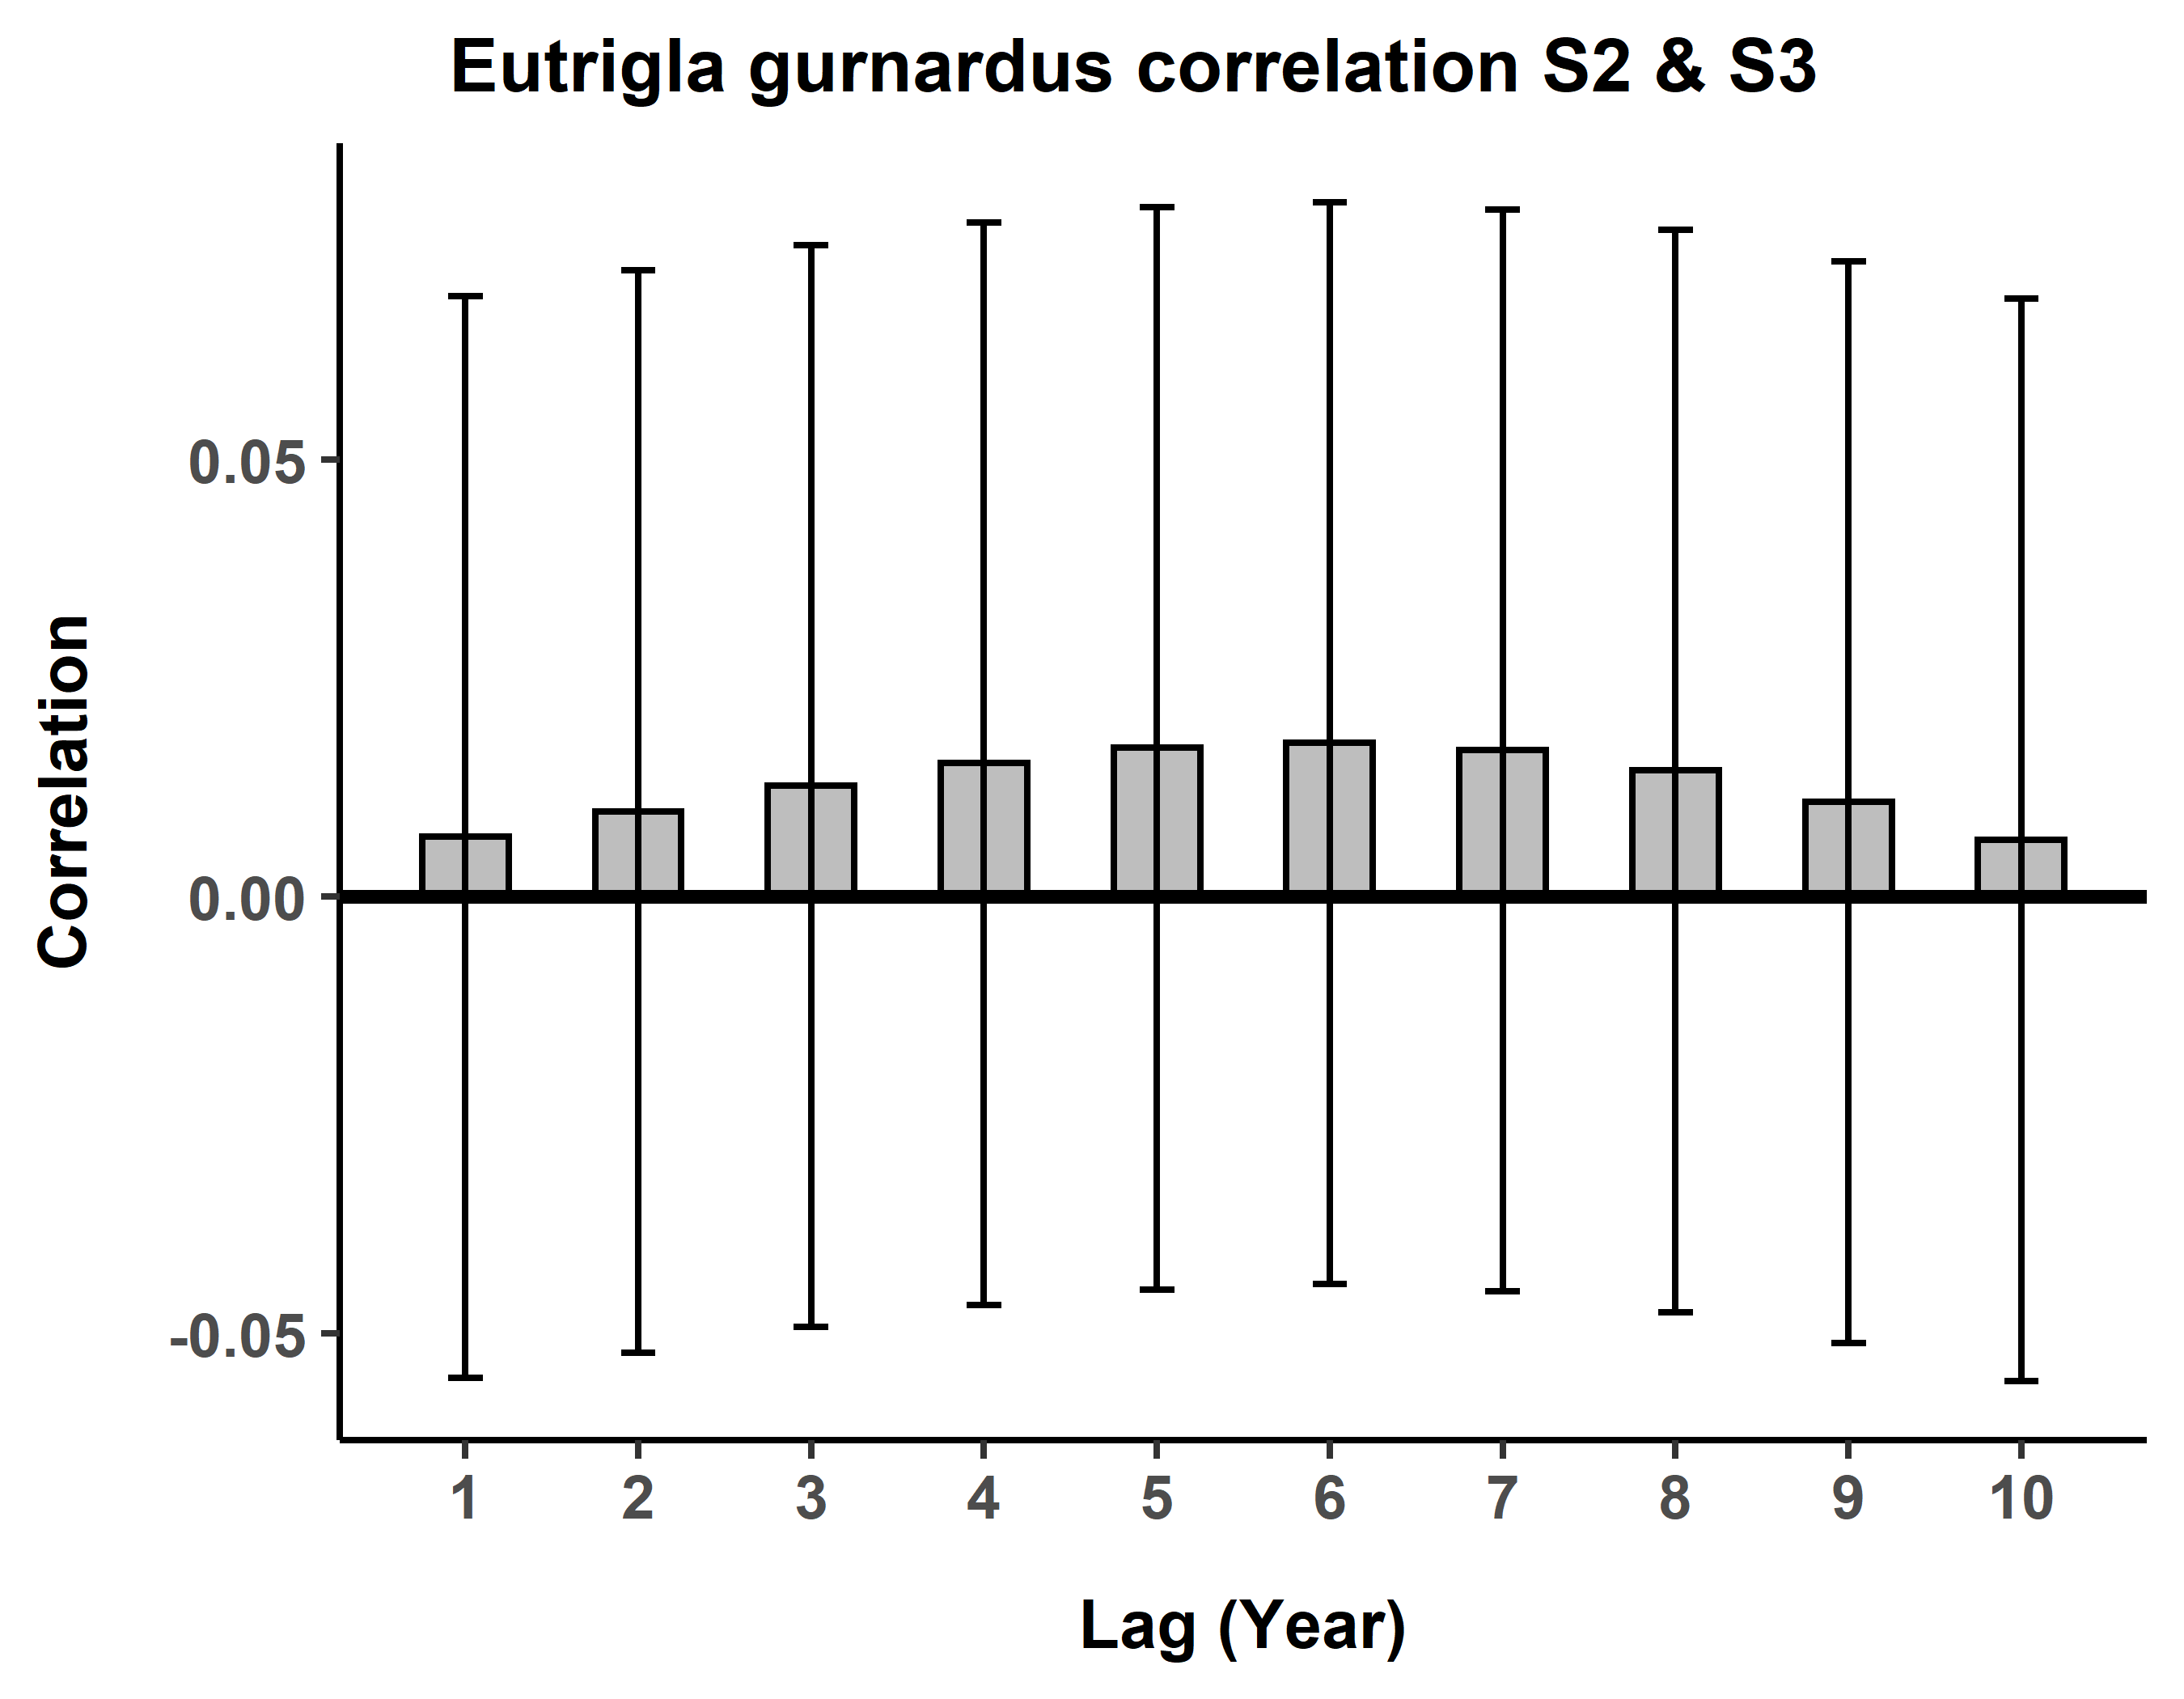 Eutrigla gurnardus correlation S2 & S3
Correlation
0.05
0.00
-0.05
1 2 3 4 5 6 7 8 9 10
Lag (Year)